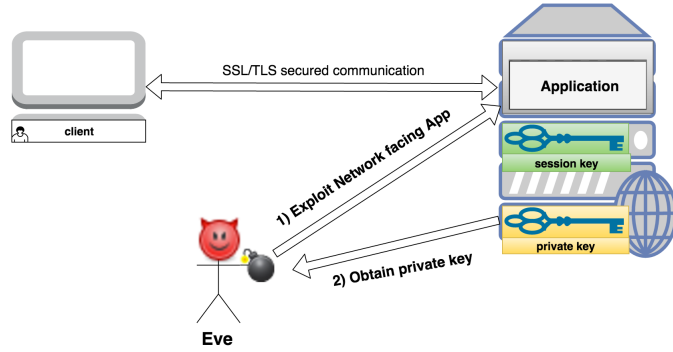 SSL/TLS secured communication
Application
client
1) Exploit Network facing App
session key
private key
2) Obtain private key
Eve